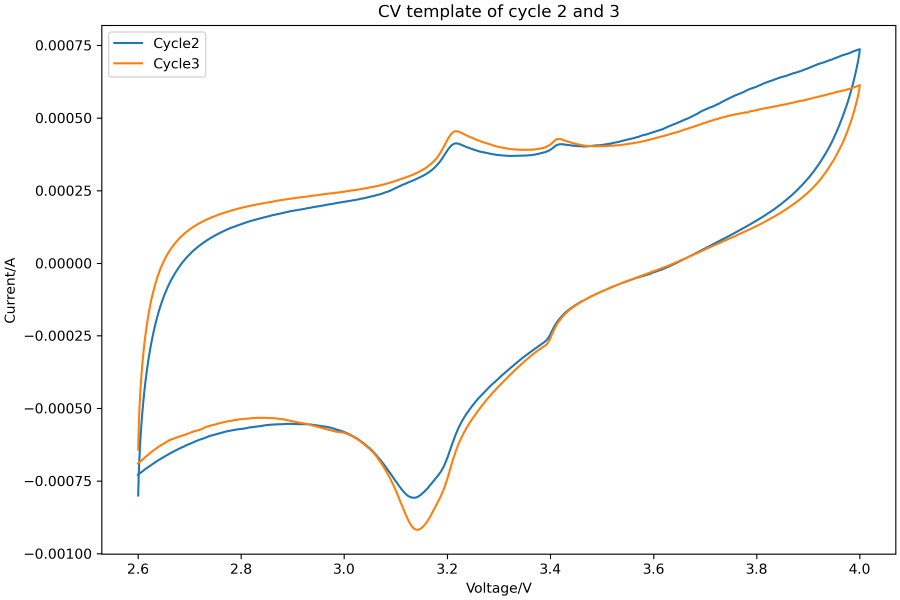 CV template of cycle 2 and 3
Cycle2
Cycle3
0.00075
0.00050
0.00025
0.00000
−0.00025
−0.00050
−0.00075
−0.00100
Current/A
2.6 2.8 3.0 3.2 3.4 3.6 3.8 4.0
Voltage/V